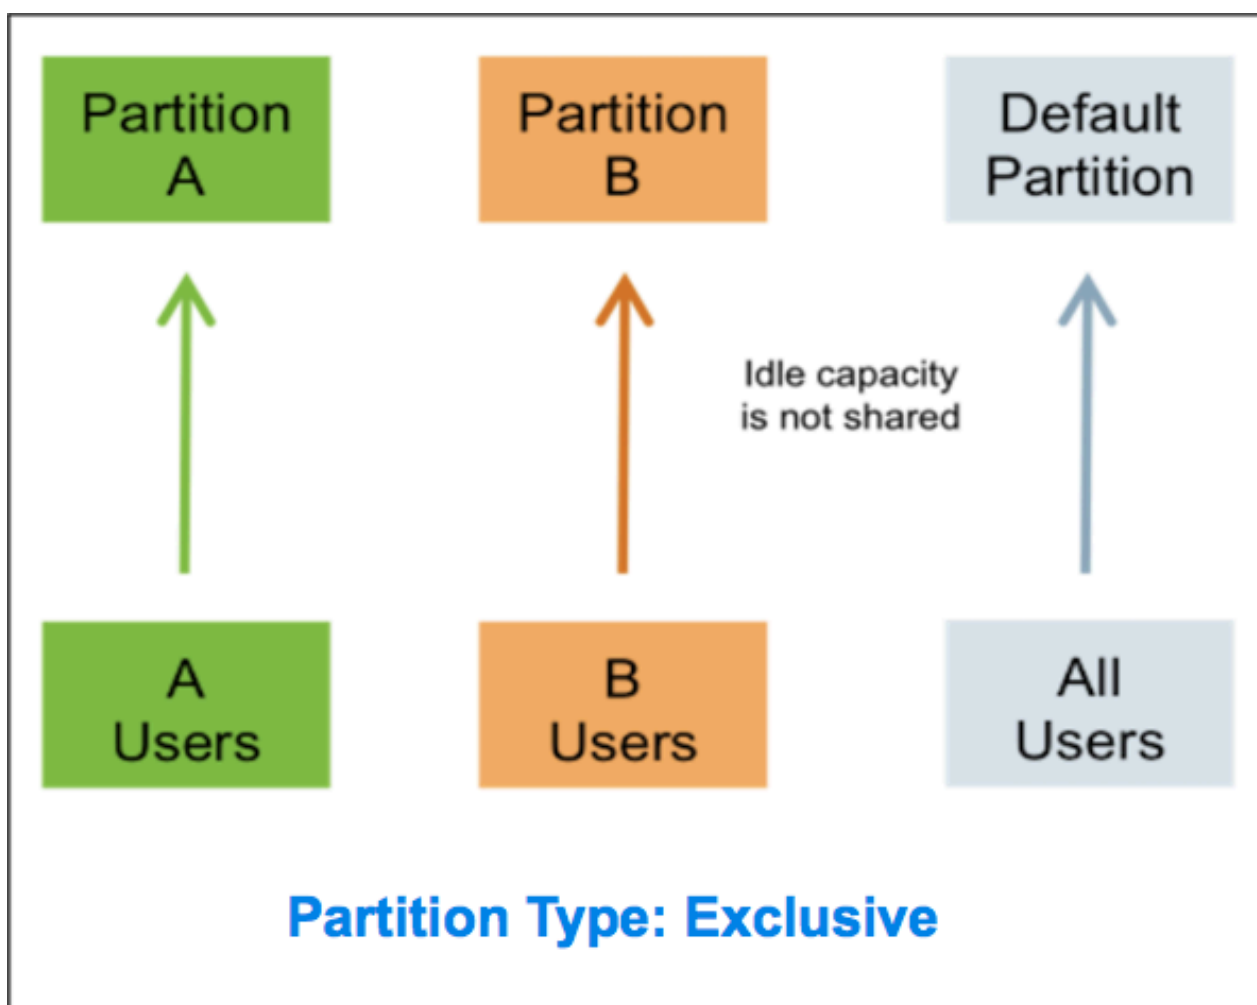 Partition
A
Partition
B
Default
Partition
Idle capacity
is not shared
A
Users
B
Users
All
Users
Partition Type: Exclusive